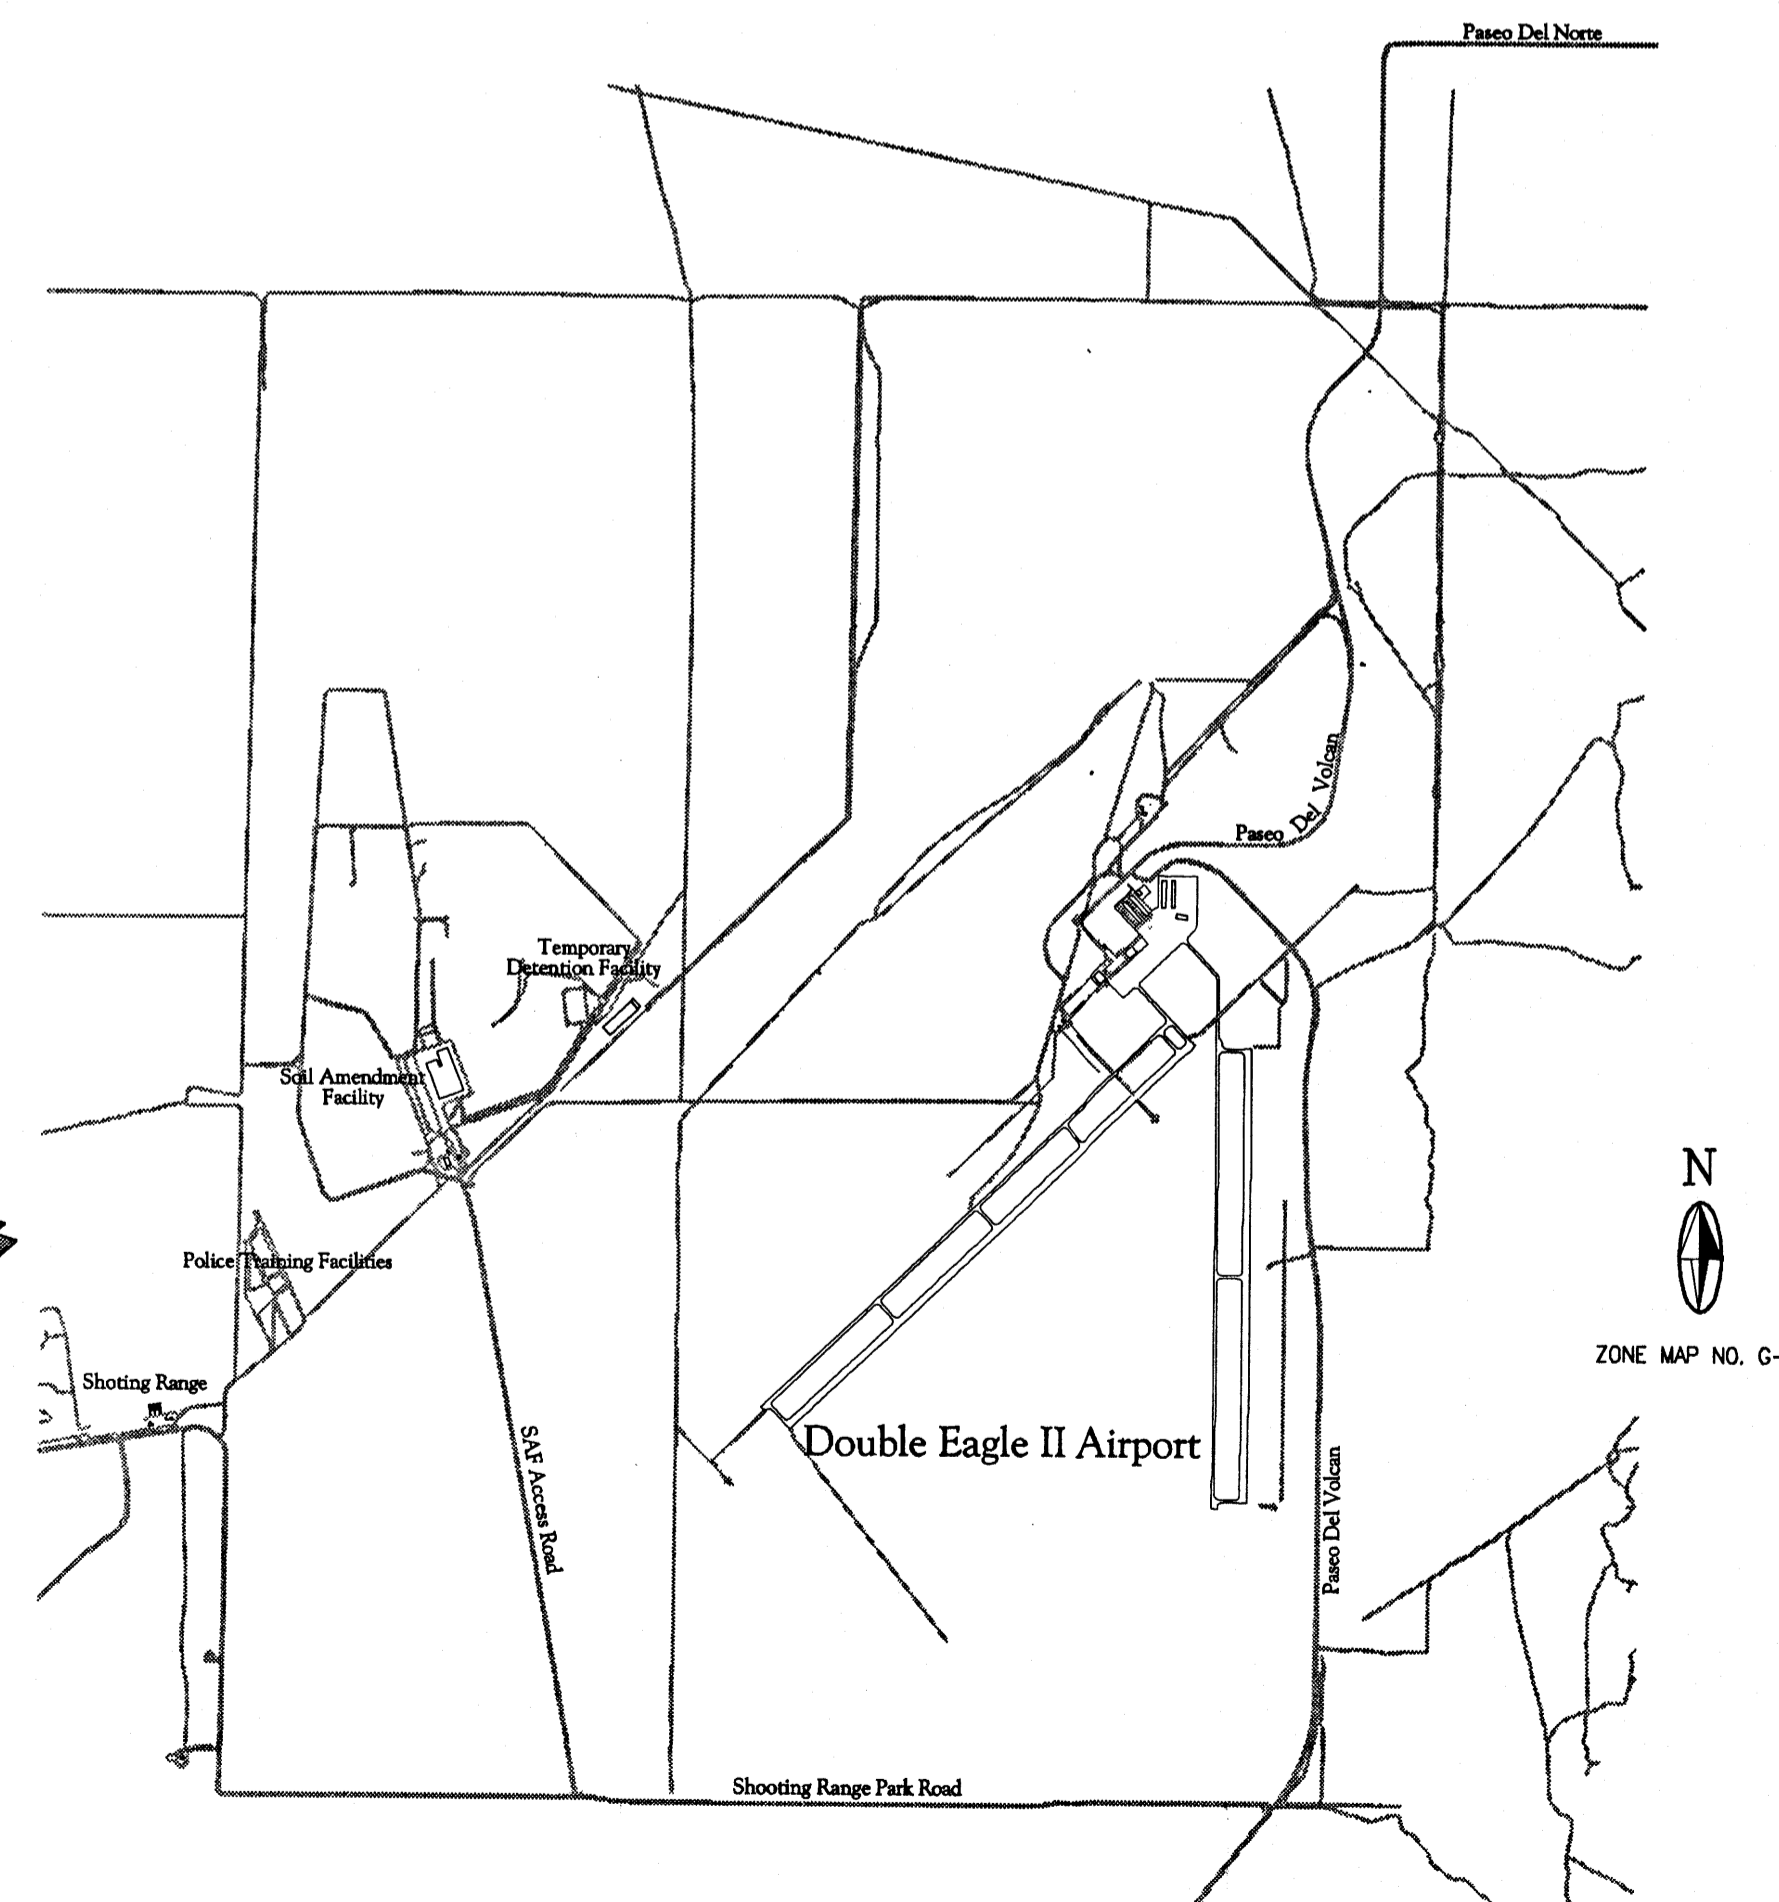 Paseo Del Norte
Paseo Del Volcan
Temporary
Detention Facility
Soil Amendment
Facility
N
Police Training Facilities
ZONE MAP NO. G-
Shoting Range
Double Eagle II Airport
SAF Access Road
Paseo Del Volcan
Shooting Range Park Road